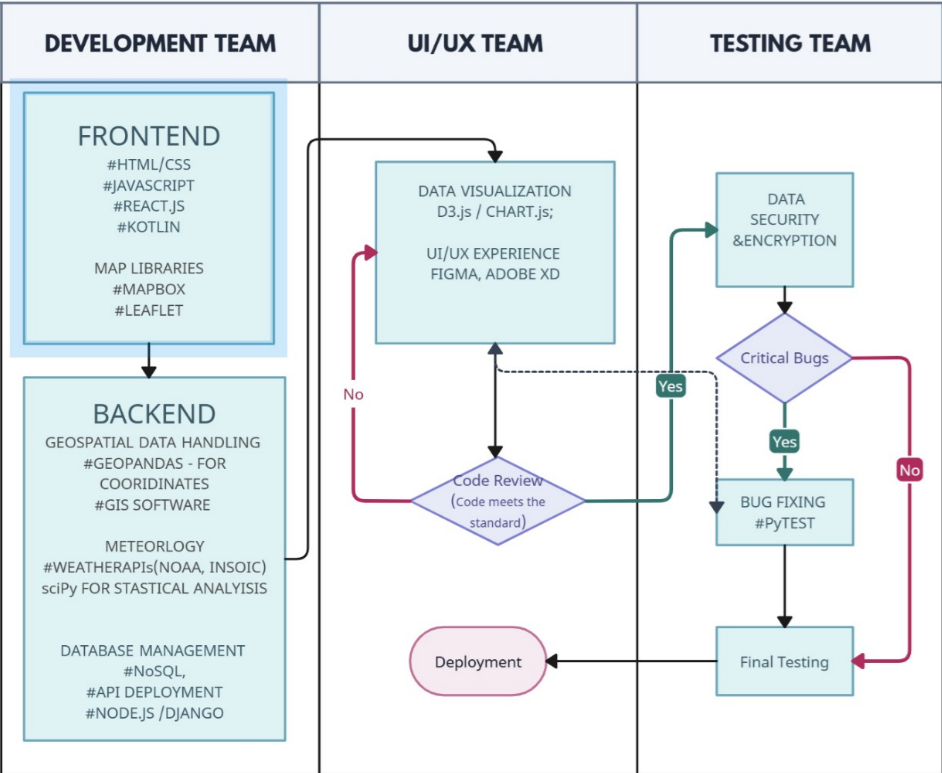 DEVELOPMENT TEAM
UI/UX TEAM
TESTING TEAM
FRONTEND
#HTML/CSS
#JAVASCRIPT
#REACT.JS
#KOTLIN
MAP LIBRARIES
#MAPBOX
#LEAFLET
BACKEND
GEOSPATIAL DATA HANDLING
#GEOPANDAS - FOR
COORIDINATES
#GIS SOFTWARE
METEORLOGY
#WEATHERAPIs(NOAA, INSOIC)
sciPy FOR STASTICAL ANALYISIS
DATABASE MANAGEMENT
#NoSQL,
#API DEPLOYMENT
#NODE.JS /DJANGO
DATA VISUALIZATION
D3.js / CHART.js;
UI/UX EXPERIENCE
FIGMA, ADOBE XD
No
Code Review
(Code meets the
standard)
Yes
Deployment
DATA
SECURITY
&ENCRYPTION
Critical Bugs
Yes
No
BUG FIXING
#PyTEST
Final Testing